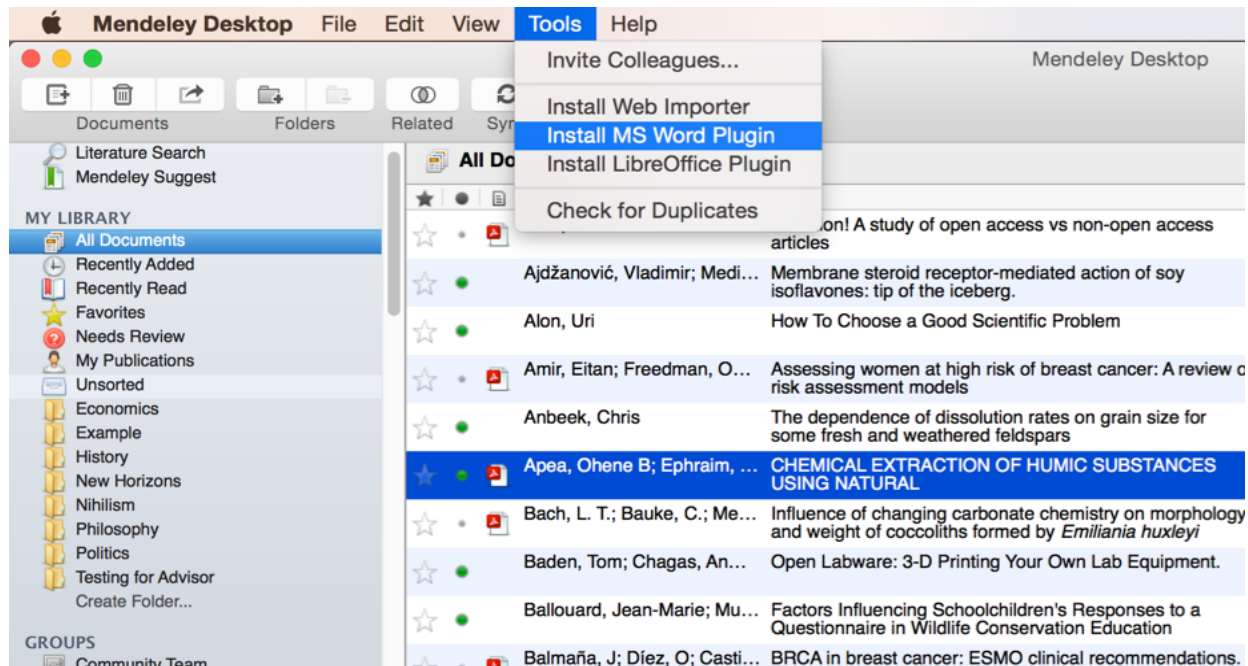 Mendeley Desktop File Edit View Tools Help
Mendeley Desktop
Invite Colleagues...
Install Web Importer
Install MS Word Plugin
Install LibreOffice Plugin
Check for Duplicates
Documents Folders Related Syn
Literature Search
Mendeley Suggest
MY LIBRARY
All Documents
Recently Added
Recently Read
Favorites
Needs Review
My Publications
Unsorted
Economics
Example
History
New Horizons
Nihilism
Philosophy
Politics
Testing for Advisor
Create Folder...
GROUPS
Community Team
All Do
on! A study of open access vs non-open access
articles
Ajdžanović, Vladimir; Medi... Membrane steroid receptor-mediated action of soy
isoflavones: tip of the iceberg.
Alon, Uri How To Choose a Good Scientific Problem
Amir, Eitan; Freedman, O... Assessing women at high risk of breast cancer: A review o
risk assessment models
Anbeek, Chris The dependence of dissolution rates on grain size for
some fresh and weathered feldspars
Apea, Ohene B; Ephraim, ... CHEMICAL EXTRACTION OF HUMIC SUBSTANCES
USING NATURAL
Bach, L. T.; Bauke, C.; Me... Influence of changing carbonate chemistry on morphology
and weight of coccoliths formed by Emiliania huxleyi
Baden, Tom; Chagas, An... Open Labware: 3-D Printing Your Own Lab Equipment.
Ballouard, Jean-Marie; Mu... Factors Influencing Schoolchildren's Responses to a
Questionnaire in Wildlife Conservation Education
Balmaña, J; Díez, O; Casti... BRCA in breast cancer: ESMO clinical recommendations.